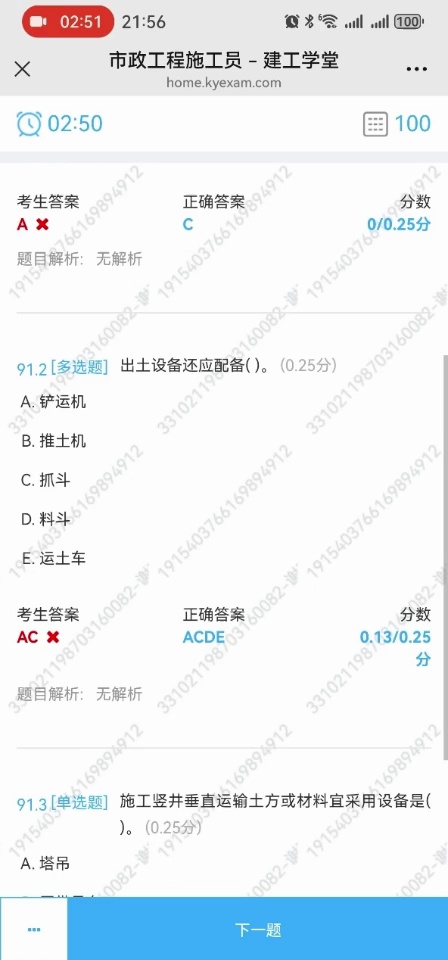 02:51 21:56 100
市政工程施工员 – 建工学堂
home.kyexam.com
02:50 100
考生答案 正确答案 分数
A ✖ C 0/0.25分
题目解析: 无解析
91.2 [多选题] 出土设备还应配备( )。 (0.25分)
A. 铲运机
B. 推土机
C. 抓斗
D. 料斗
E. 运土车
考生答案 正确答案 分数
AC ✖ ACDE 0.13/0.25
分
题目解析: 无解析
91.3 [单选题] 施工竖井垂直运输土方或材料宜采用设备是(
)。 (0.25分)
A. 塔吊
下一题